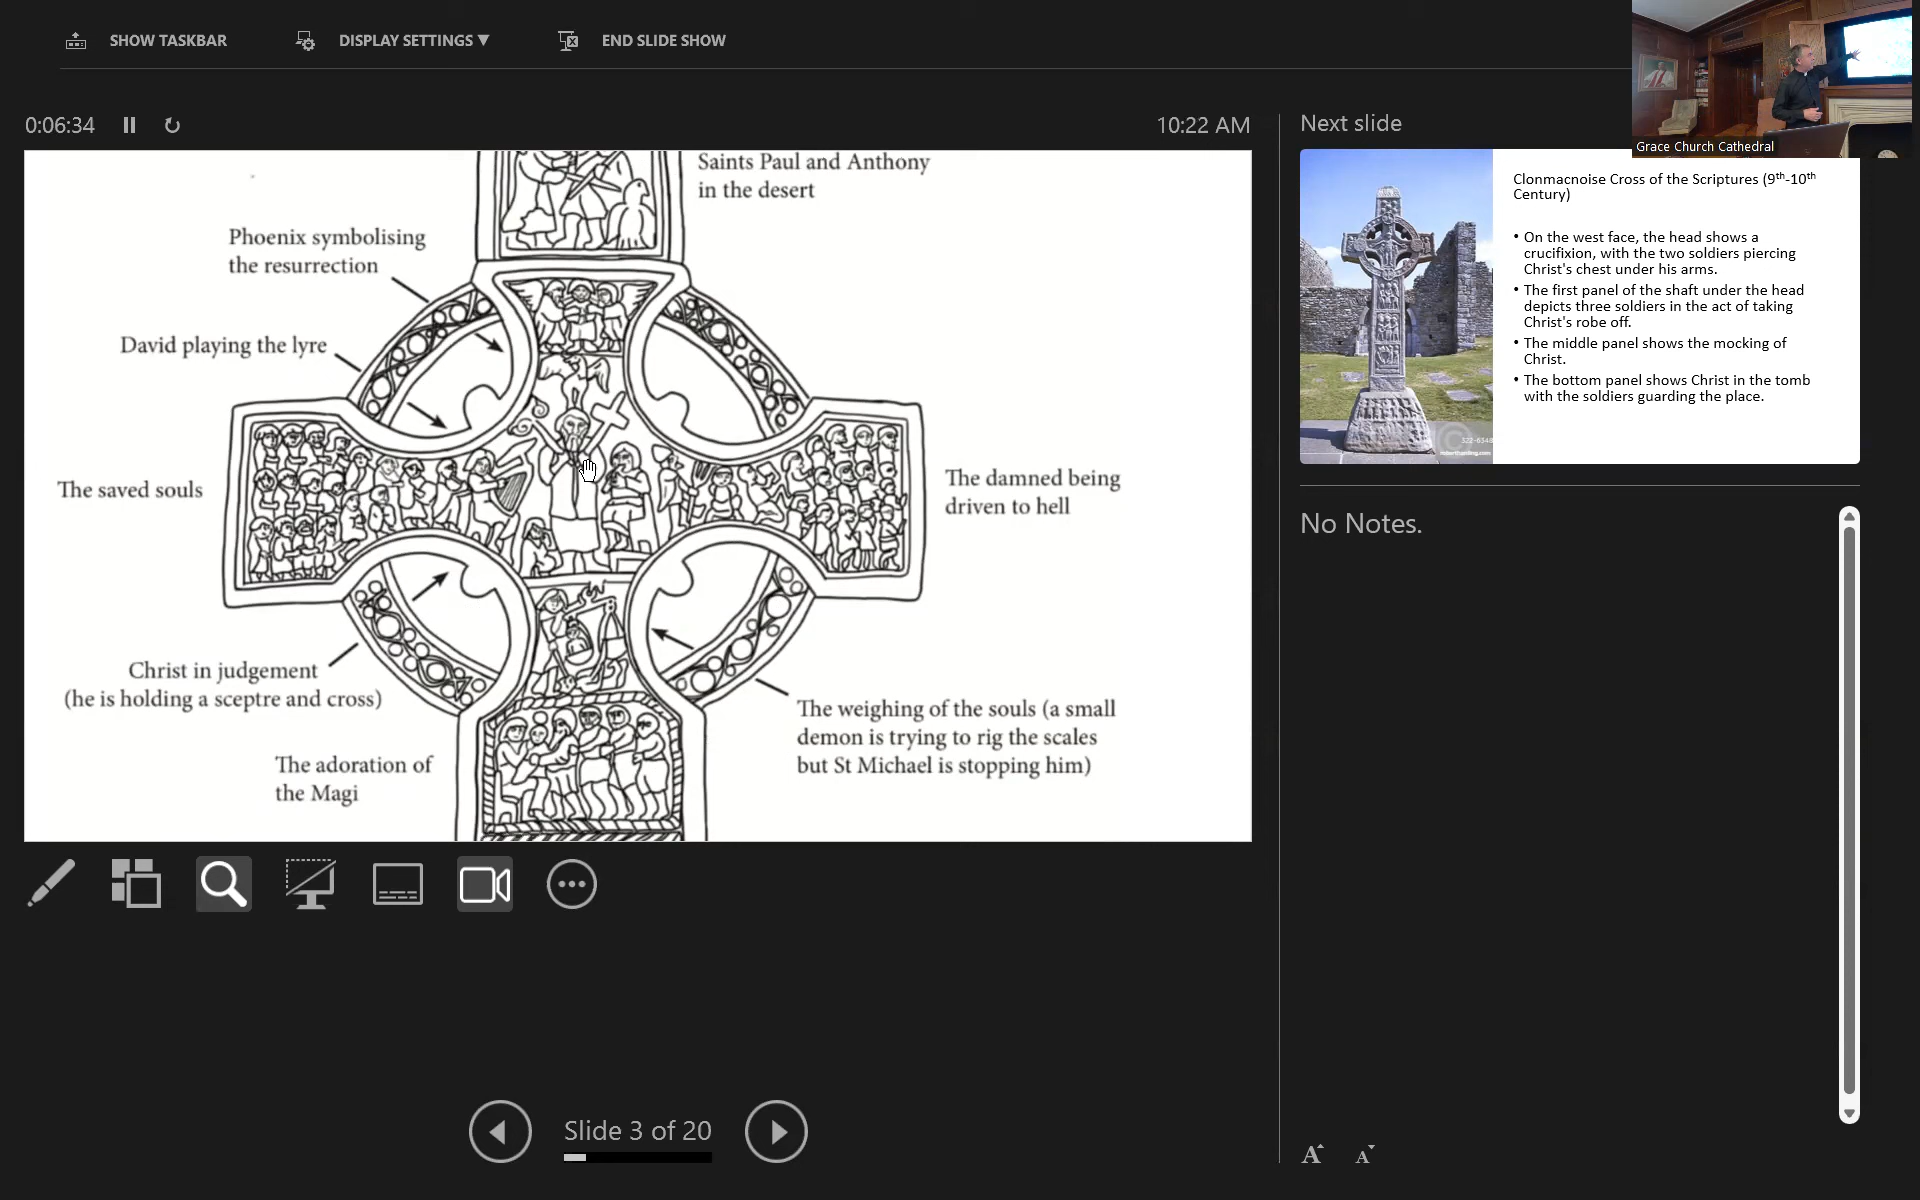 SHOW TASKBAR
DISPLAY SETTINGS ▼
END SLIDE SHOW
0:06:34
10:22 AM
Saints Paul and Anthony
in the desert
Phoenix symbolising
the resurrection
David playing the lyre
The saved souls
The damned being
driven to hell
Christ in judgement
(he is holding a sceptre and cross)
The weighing of the souls (a small
demon is trying to rig the scales
but St Michael is stopping him)
The adoration of
the Magi
Slide 3 of 20
Next slide
Grace Church Cathedral
Clonmacnoise Cross of the Scriptures (9th-10th
Century)
• On the west face, the head shows a
crucifixion, with the two soldiers piercing
Christ's chest under his arms.
• The first panel of the shaft under the head
depicts three soldiers in the act of taking
Christ's robe off.
• The middle panel shows the mocking of
Christ.
• The bottom panel shows Christ in the tomb
with the soldiers guarding the place.
No Notes.
A A